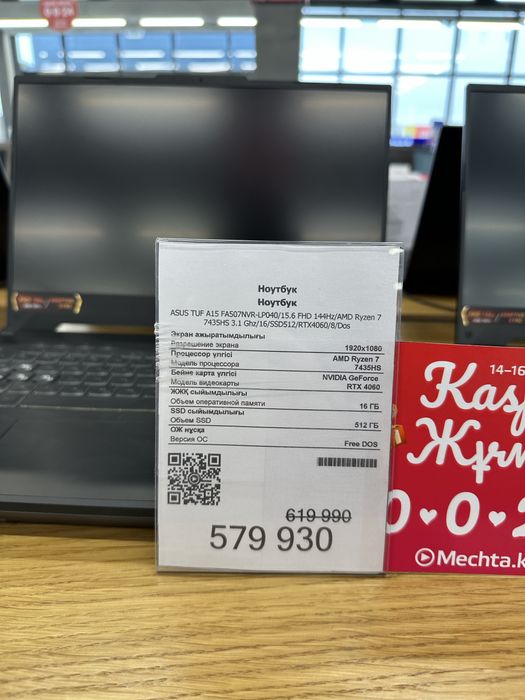 Ноутбук
Ноутбук
ASUS TUF A15 FA507NVR-LP040/15.6 FHD 144Hz/AMD Ryzen 7
7435HS 3.1 Ghz/16/SSD512/RTX4060/8/Dos
Экран ажыратымдылығы
Разрешение экрана 1920x1080
Процессор үлгісі
Модель процессора AMD Ryzen 7 7435HS
Бейне карта үлгісі
Модель видеокарты NVIDIA GeForce RTX 4060
ЖЖҚ сыйымдылығы
Объем оперативной памяти 16 ГБ
SSD сыйымдылығы
Объем SSD 512 ГБ
ОЖ нұсқа
Версия ОС Free DOS
619 990
579 930
14-16
0 0
Mechta.k